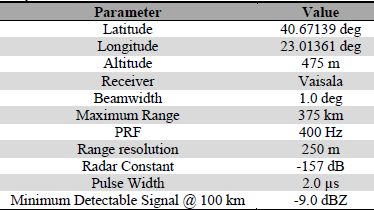 Parameter Value
Latitude 40.67139 deg
Longitude 23.01361 deg
Altitude 475 m
Receiver Vaisala
Beamwidth 1.0 deg
Maximum Range 375 km
PRF 400 Hz
Range resolution 250 m
Radar Constant -157 dB
Pulse Width 2.0 μs
Minimum Detectable Signal @ 100 km -9.0 dBZ